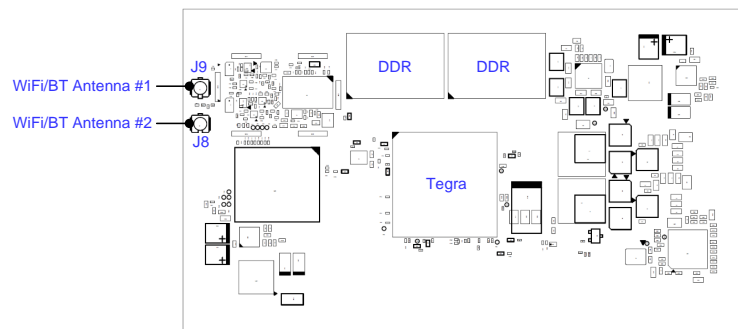 J9
DDR
DDR
WiFi/BT Antenna #1
WiFi/BT Antenna #2
J8
Tegra